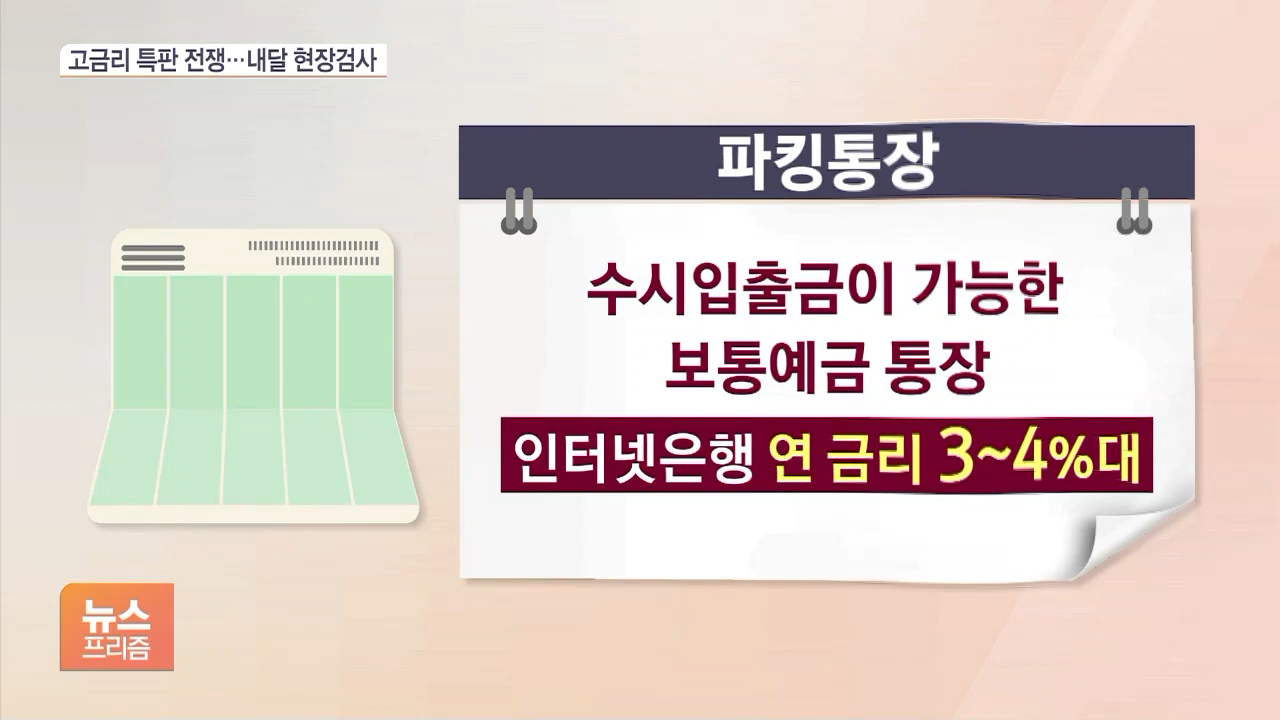 고금리 특판 전쟁…내달 현장검사
파킹통장
수시입출금이 가능한
보통예금 통장
인터넷은행 연 금리 3~4%대
뉴스
프리즘